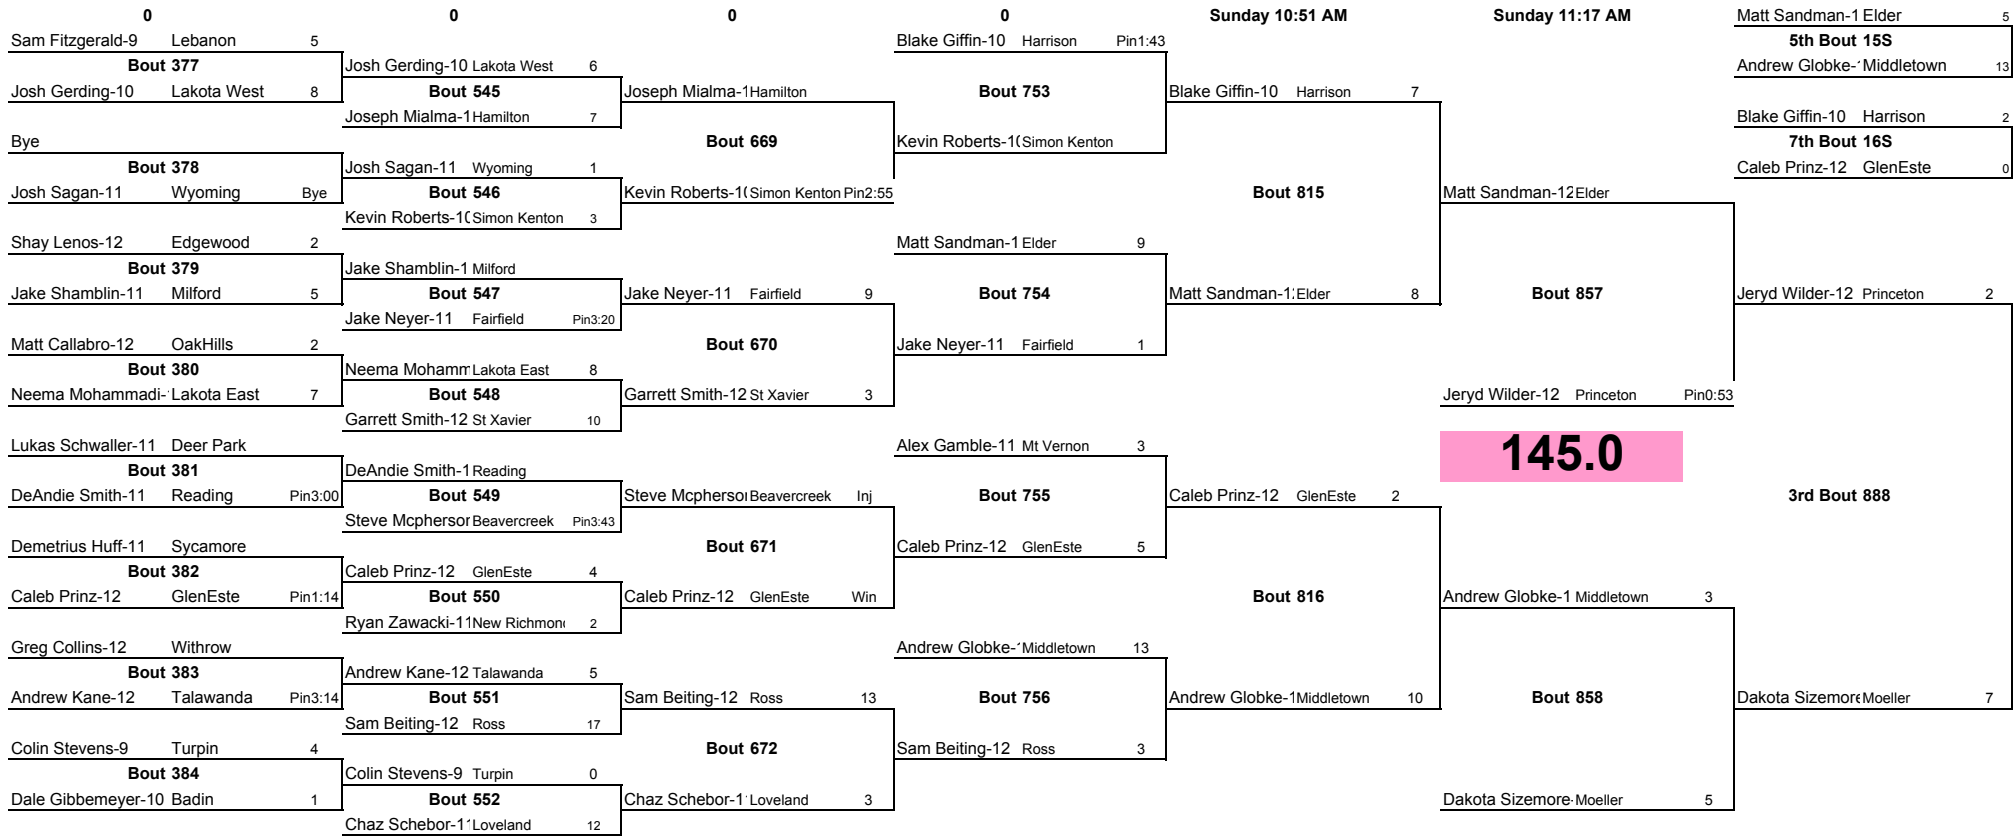 0 0 0 0 Sunday 10:51 AM Sunday 11:17 AM Matt Sandman-1 Elder 5
Sam Fitzgerald-9 Lebanon 5 Blake Giffin-10 Harrison Pin1:43 5th Bout 15S
Bout 377 Josh Gerding-10 Lakota West 6 Andrew Globke- Middletown 13
Josh Gerding-10 Lakota West 8 Bout 545 Joseph Mialma-1 Hamilton Bout 753 Blake Giffin-10 Harrison 7
Joseph Mialma-1 Hamilton 7 Blake Giffin-10 Harrison 2
Bye Bout 669 Kevin Roberts-1 Simon Kenton 7th Bout 16S
Bout 378 Josh Sagan-11 Wyoming 1 Caleb Prinz-12 GlenEste 0
Josh Sagan-11 Wyoming Bye Bout 546 Kevin Roberts-1 Simon Kenton Pin2:55 Bout 815 Matt Sandman-12 Elder
Kevin Roberts-10 Simon Kenton 3
Shay Lenos-12 Edgewood 2 Matt Sandman-1 Elder 9
Bout 379 Jake Shamblin-1 Milford
Jake Shamblin-11 Milford 5 Bout 547 Jake Neyer-11 Fairfield 9 Bout 754 Matt Sandman-1 Elder 8 Bout 857 Jeryd Wilder-12 Princeton 2
Jake Neyer-11 Fairfield Pin3:20
Matt Callabro-12 OakHills 2 Bout 670 Jake Neyer-11 Fairfield 1
Bout 380 Neema Mohamm Lakota East 8
Neema Mohammadi- Lakota East 7 Bout 548 Garrett Smith-12 St Xavier 3 Jeryd Wilder-12 Princeton Pin0:53
Garrett Smith-12 St Xavier 10
Lukas Schwaller-11 Deer Park Alex Gamble-11 Mt Vernon 3 145.0
Bout 381 DeAndie Smith-1 Reading
DeAndie Smith-11 Reading Pin3:00 Bout 549 Steve Mcpherso Beavercreek Inj Bout 755 Caleb Prinz-12 GlenEste 2 3rd Bout 888
Steve Mcpherson Beavercreek Pin3:43
Demetrius Huff-11 Sycamore Bout 671 Caleb Prinz-12 GlenEste 5
Bout 382 Caleb Prinz-12 GlenEste 4
Caleb Prinz-12 GlenEste Pin1:14 Bout 550 Caleb Prinz-12 GlenEste Win Bout 816 Andrew Globke-1 Middletown 3
Ryan Zawacki-11 New Richmon 2
Greg Collins-12 Withrow Andrew Globke- Middletown 13
Bout 383 Andrew Kane-12 Talawanda 5
Andrew Kane-12 Talawanda Pin3:14 Bout 551 Sam Beiting-12 Ross 13 Bout 756 Andrew Globke-1 Middletown 10 Bout 858 Dakota Sizemore Moeller 7
Sam Beiting-12 Ross 17
Colin Stevens-9 Turpin 4 Bout 672 Sam Beiting-12 Ross 3
Bout 384 Colin Stevens-9 Turpin 0
Dale Gibbemeyer-10 Badin 1 Bout 552 Chaz Schebor-1 Loveland 3 Dakota Sizemore- Moeller 5
Chaz Schebor-11 Loveland 12